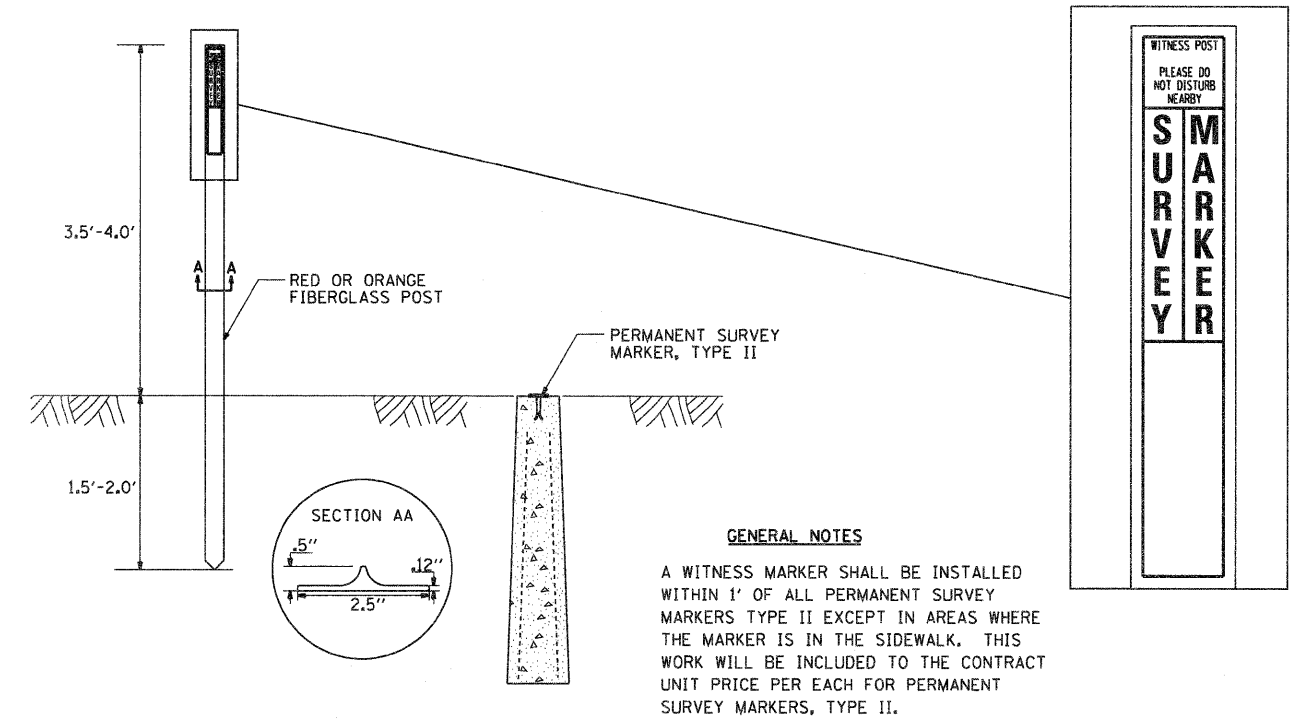 WITNESS POST
PLEASE DO
NOT DISTURB
NEARBY
SURVEY
MARKER
3.5'-4.0'
A A
RED OR ORANGE
FIBERGLASS POST
PERMANENT SURVEY
MARKER, TYPE II
1.5'-2.0'
SECTION AA
.5"
.12"
2.5"
GENERAL NOTES
A WITNESS MARKER SHALL BE INSTALLED
WITHIN 1' OF ALL PERMANENT SURVEY
MARKERS TYPE II EXCEPT IN AREAS WHERE
THE MARKER IS IN THE SIDEWALK. THIS
WORK WILL BE INCLUDED TO THE CONTRACT
UNIT PRICE PER EACH FOR PERMANENT
SURVEY MARKERS, TYPE II.